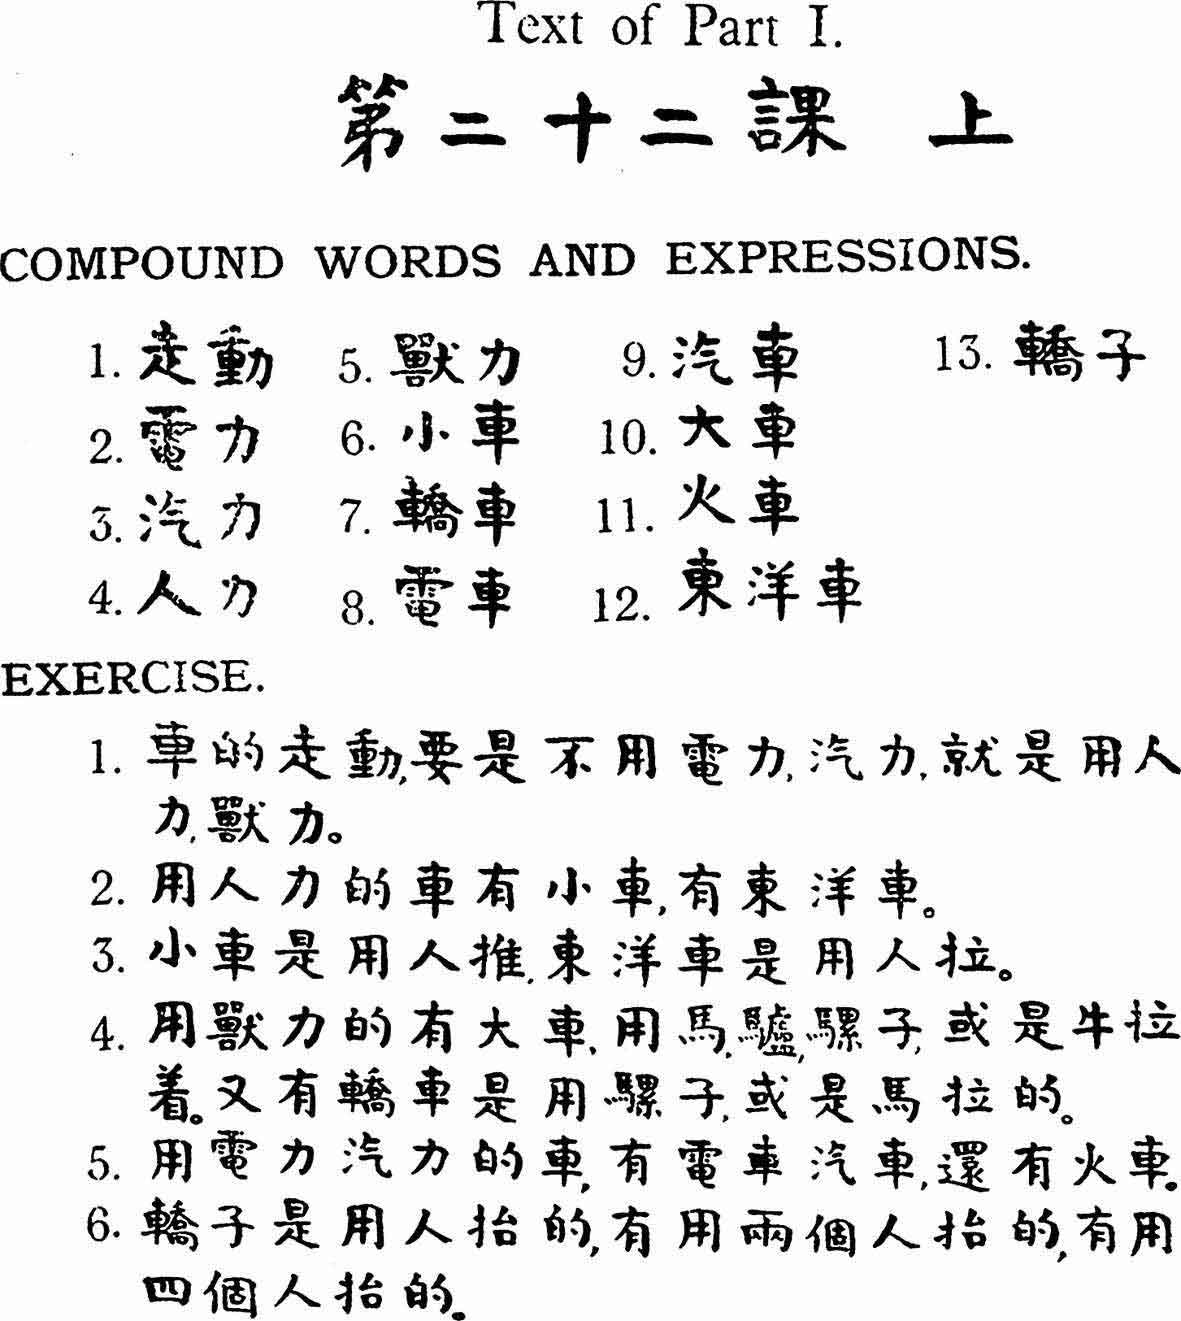 Text of Part I.
第二十二課 上
COMPOUND WORDS AND EXPRESSIONS.
1. 走動 5. 獸力 9. 汽車 13. 轎子
2. 電力 6. 小車 10. 大車
3. 汽力 7. 轎車 11. 火車
4. 人力 8. 電車 12. 東洋車
EXERCISE.
1. 車的走動,要是不用電力,汽力,就是用人
力,獸力。
2. 用人力的車有小車,有東洋車。
3. 小車是用人推,東洋車是用人拉。
4. 用獸力的有大車,用馬,驢,騾子,或是牛拉
着。又有轎車是用騾子,或是馬拉的。
5. 用電力汽力的車,有電車汽車,還有火車。
6. 轎子是用人抬的,有用兩個人抬的,有用
四個人抬的。